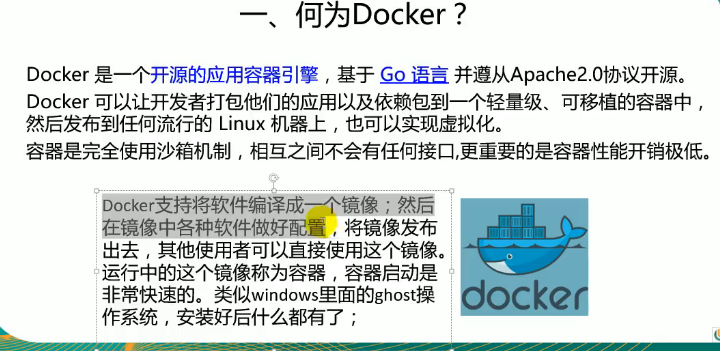 一、何为Docker？
Docker 是一个开源的应用容器引擎，基于 Go 语言 并遵从Apache2.0协议开源。
Docker 可以让开发者打包他们的应用以及依赖包到一个轻量级、可移植的容器中，
然后发布到任何流行的 Linux 机器上，也可以实现虚拟化。
容器是完全使用沙箱机制，相互之间不会有任何接口,更重要的是容器性能开销极低。
Docker支持将软件编译成一个镜像；然后
在镜像中各种软件做好配置，将镜像发布
出去，其他使用者可以直接使用这个镜像。
运行中的这个镜像称为容器，容器启动是
非常快速的。类似windows里面的ghost操
作系统，安装好后什么都有了；
docker